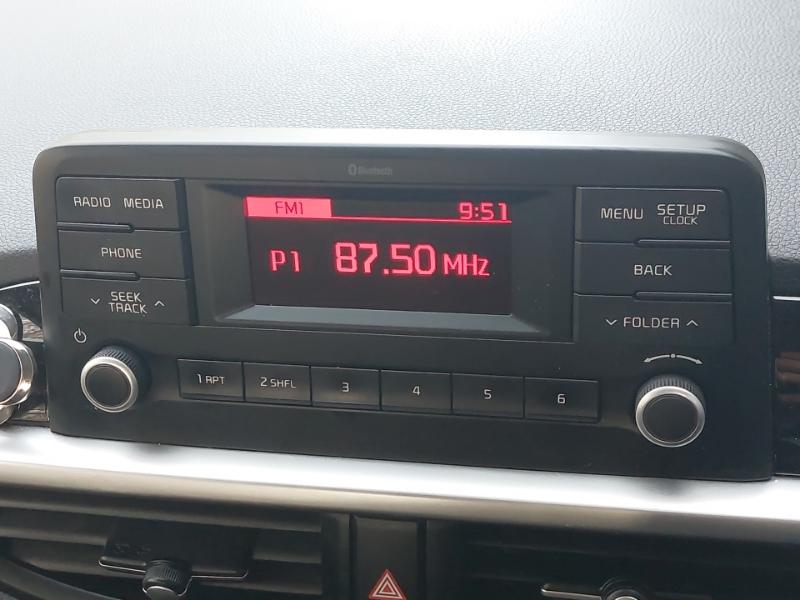 Bluetooth
RADIO MEDIA
FM1 9:51
MENU SETUP
CLOCK
PHONE
P1 87.50 MHz
BACK
SEEK
TRACK
FOLDER
1 RPT 2 SHFL 3 4 5 6